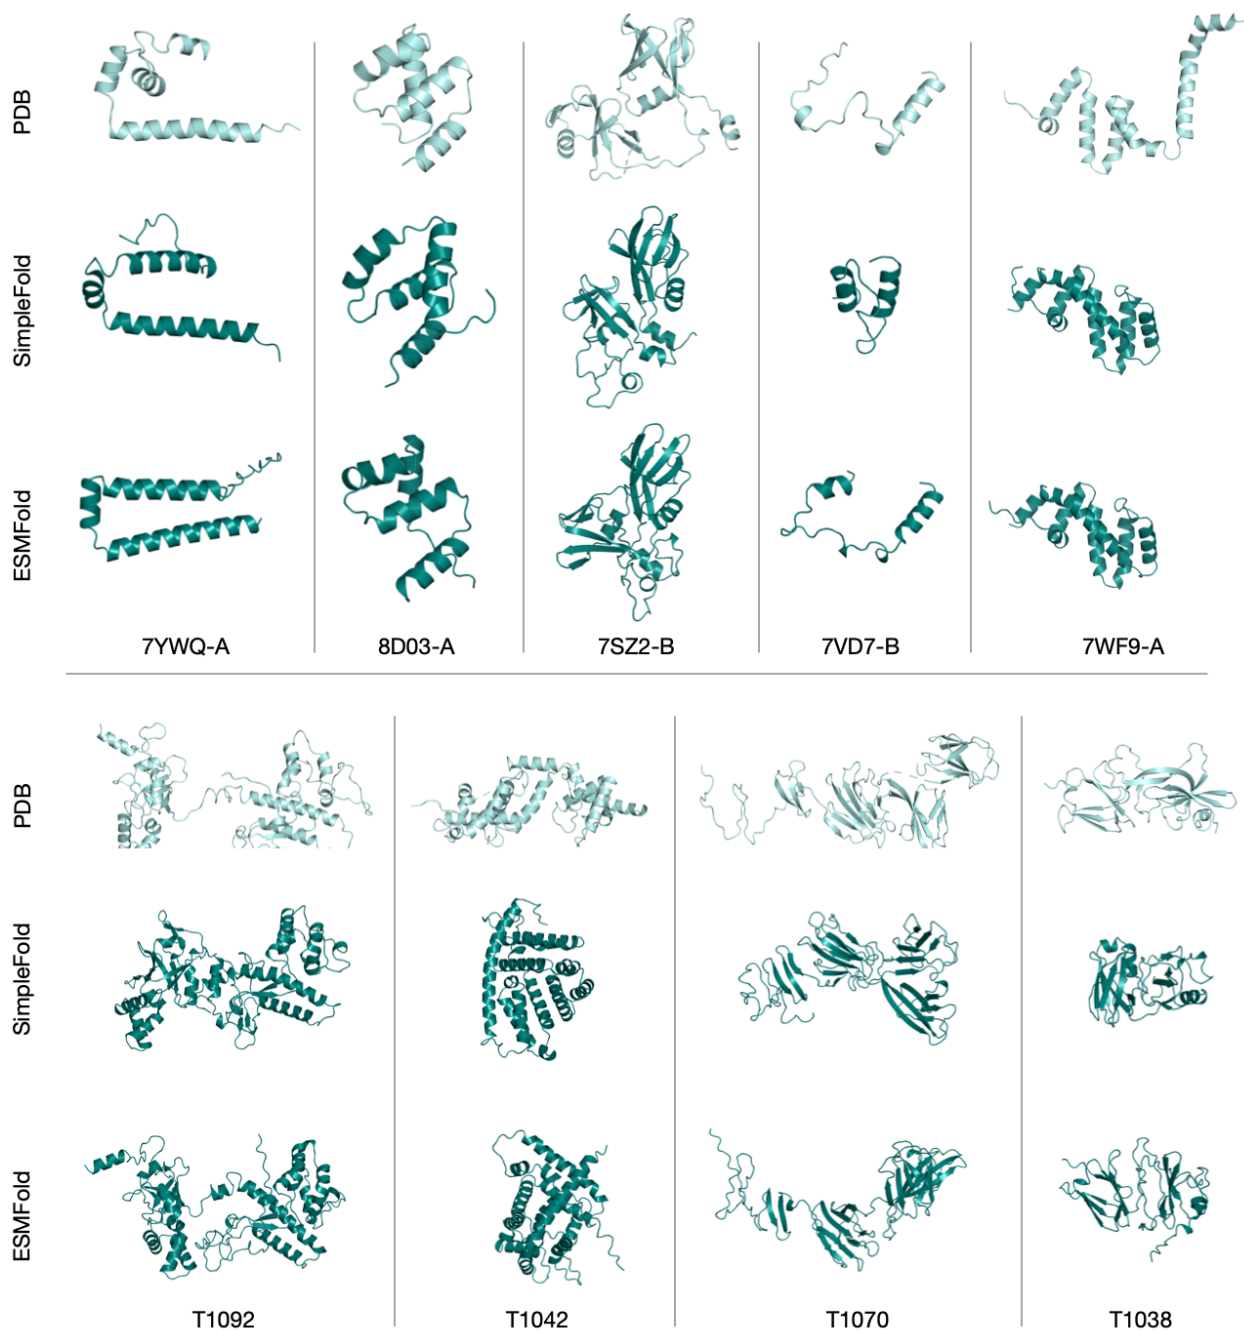 PDB
SimpleFold
ESMFold
7YWQ-A 8D03-A 7SZ2-B 7VD7-B 7WF9-A
PDB
SimpleFold
ESMFold
T1092 T1042 T1070 T1038